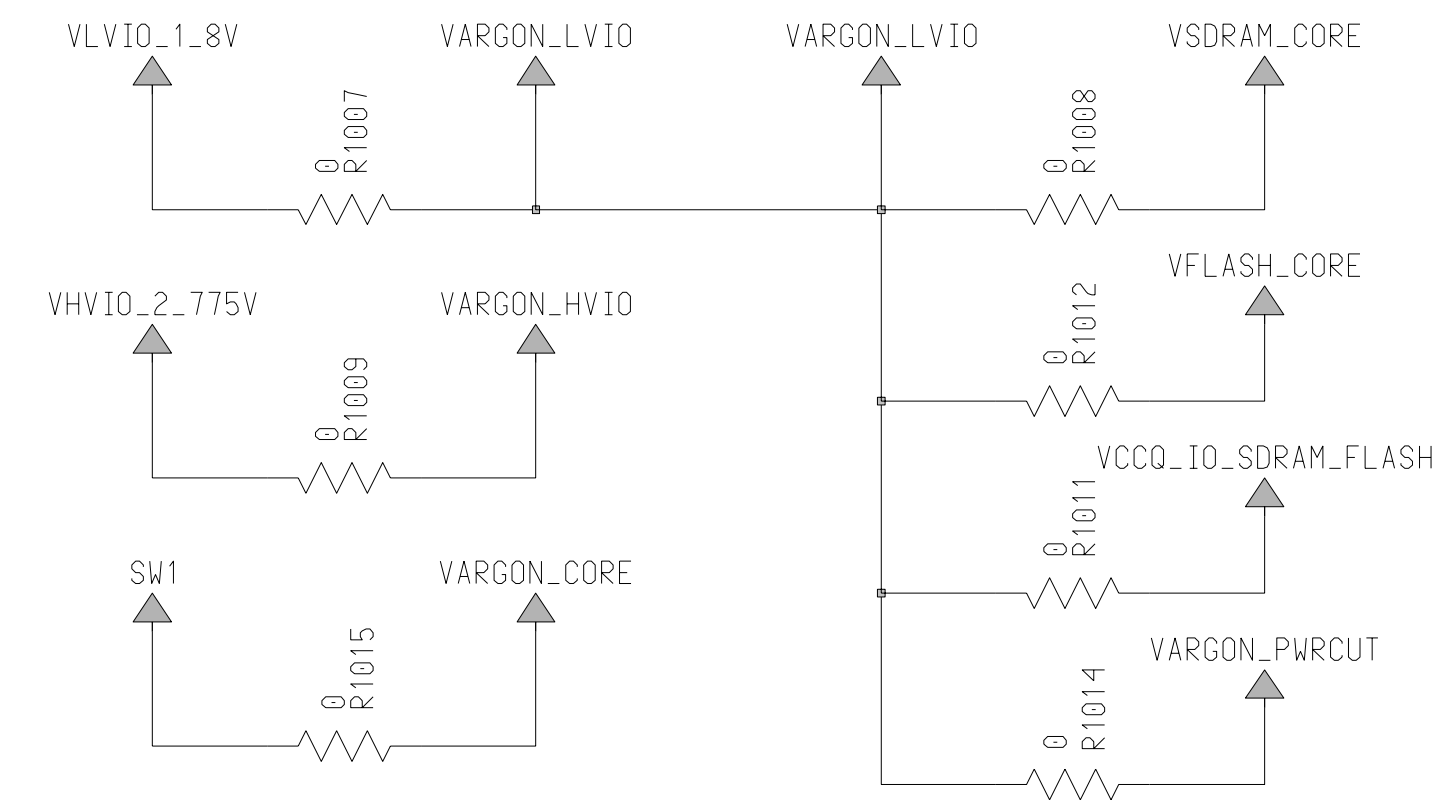 VLVIO_1_8V
VARGON_LVIO
VARGON_LVIO
VSDRAM_CORE
0
R1007
0
R1008
VHVIO_2_775V
VARGON_HVIO
VFLASH_CORE
0
R1009
0
R1012
VCCQ_IO_SDRAM_FLASH
0
R1011
SW1
VARGON_CORE
0
R1015
VARGON_PWRCUT
0
R1014